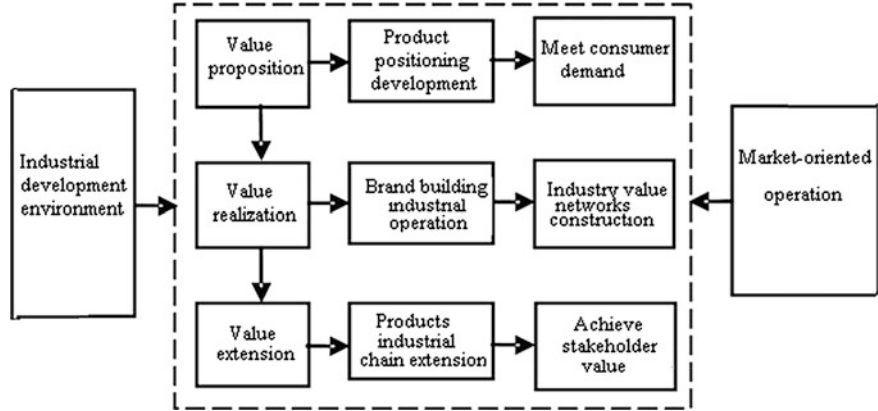 Industrial
development
environment
Value
proposition
Product
positioning
development
Meet consumer
demand
Value
realization
Brand building
industrial
operation
Industry value
networks
construction
Value
extension
Products
industrial
chain extension
Achieve
stakeholder
value
Market-oriented
operation